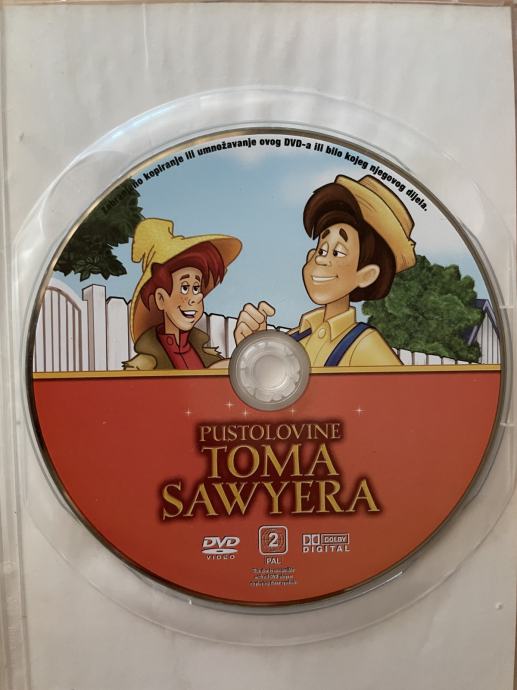 Zabranjeno kopiranje ili umnožavanje ovog DVD-a ili bilo kojeg njegovog dijela.
PUSTOLOVINE
TOMA
SAWYERA
DVD
VIDEO
2
PAL
DOLBY
DIGITAL